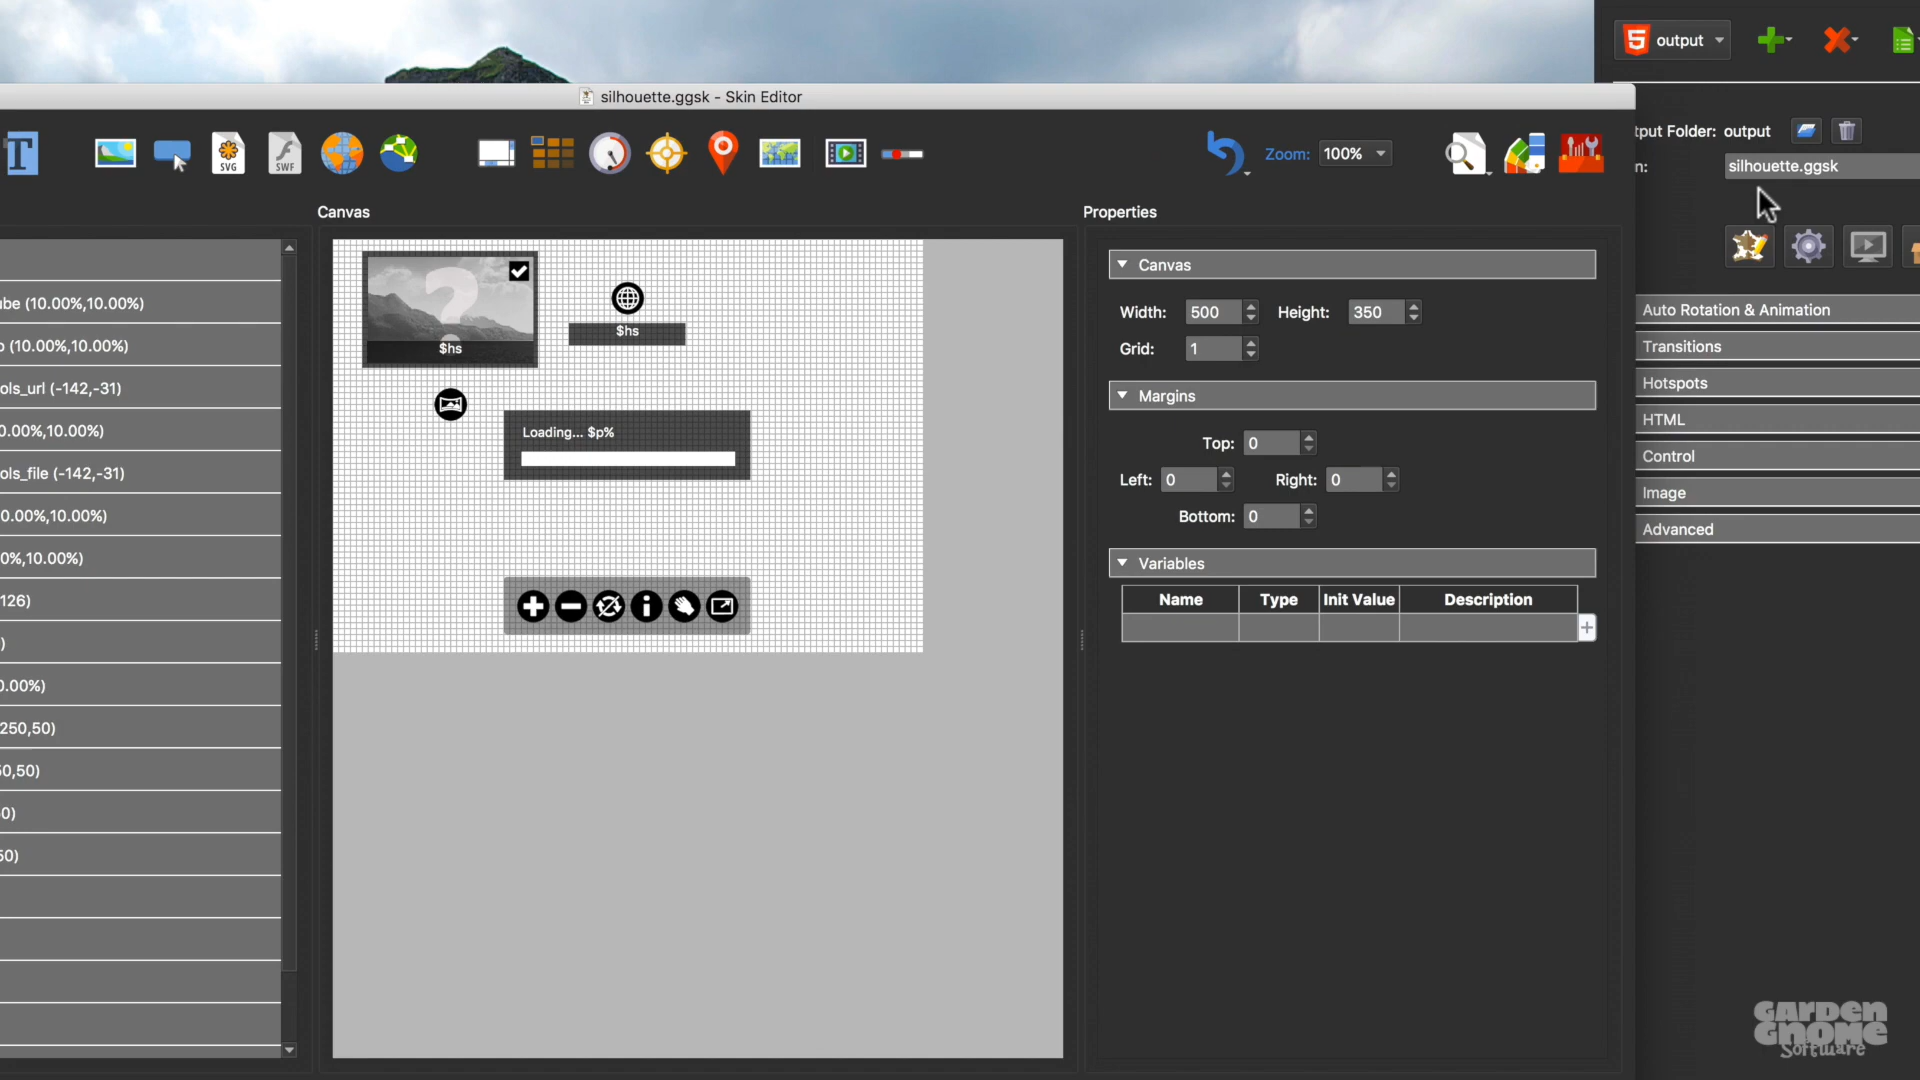 output
silhouette.ggsk - Skin Editor
tput Folder: output
n: silhouette.ggsk
T
SVG
SWF
Zoom: 100%
Canvas
Properties
ube (10.00%,10.00%)
o (10.00%,10.00%)
ols_url (-142,-31)
0.00%,10.00%)
ols_file (-142,-31)
0.00%,10.00%)
0%,10.00%)
126)
)
0.00%)
250,50)
50,50)
60)
50)
?
$hs
$hs
Loading... $p%
Canvas
Width: 500 Height: 350
Grid: 1
Margins
Top: 0
Left: 0 Right: 0
Bottom: 0
Variables
Name Type Init Value Description
+
Auto Rotation & Animation
Transitions
Hotspots
HTML
Control
Image
Advanced
GARDEN
GNOME
Software